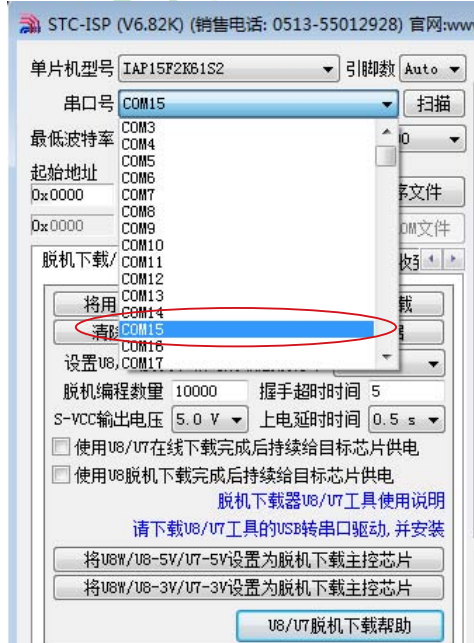 STC-ISP (V6.82K) (销售电话: 0513-55012928) 官网:ww
单片机型号 IAP15F2K61S2 引脚数 Auto
串口号 COM15 扫描
最低波特率
COM3
COM4
起始地址
COM5
COM6
0x0000 COM7 序文件
COM8
0x0000 COM9 OM文件
COM10
脱机下载/ COM11
COM12
将用 COM13 载
COM14
清除 COM15
COM16
设置U8, COM17
脱机编程数量 10000 握手超时时间 5
S-VCC输出电压 5.0 V 上电延时时间 0.5 s
使用U8/U7在线下载完成后持续给目标芯片供电
使用U8脱机下载完成后持续给目标芯片供电
脱机下载器U8/U7工具使用说明
请下载U8/U7工具的USB转串口驱动,并安装
将U8W/U8-5V/U7-5V设置为脱机下载主控芯片
将U8W/U8-3V/U7-3V设置为脱机下载主控芯片
U8/U7脱机下载帮助